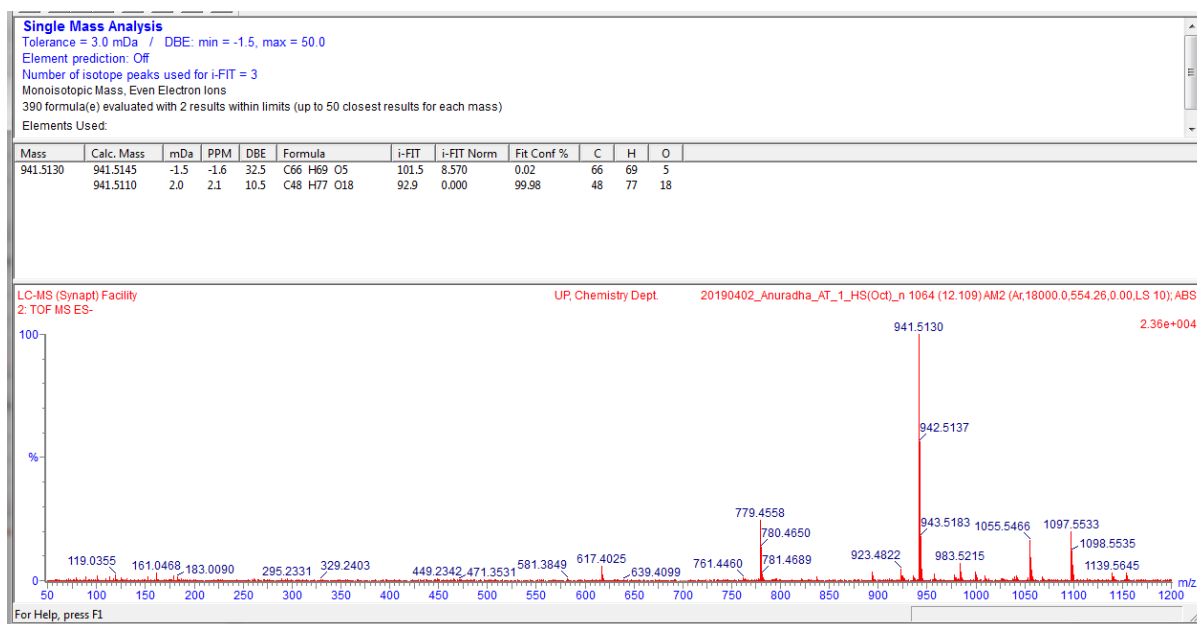 Single Mass Analysis
Tolerance = 3.0 mDa / DBE: min = -1.5, max = 50.0
Element prediction: Off
Number of isotope peaks used for i-FIT = 3
Monoisotopic Mass, Even Electron Ions
390 formula(e) evaluated with 2 results within limits (up to 50 closest results for each mass)
Elements Used:
Mass Calc. Mass mDa PPM DBE Formula i-FIT i-FIT Norm Fit Conf % C H O
941.5130 941.5145 -1.5 -1.6 32.5 C66 H69 O5 101.5 8.570 0.02 66 69 5
941.5110 2.0 2.1 10.5 C48 H77 O18 92.9 0.000 99.98 48 77 18
LC-MS (Synapt) Facility UP, Chemistry Dept. 20190402_Anuradha_AT_1_HS(Oct)_n 1064 (12.109) AM2 (Ar,18000.0,554.26,0.00,LS 10); ABS
2: TOF MS ES-
2.36e+004
100
%
0
941.5130
942.5137
943.5183
779.4558
780.4650
781.4689
761.4460
923.4822
983.5215
1055.5466
1097.5533
1098.5535
1139.5645
119.0355
161.0468
183.0090
295.2331
329.2403
449.2342
471.3531
581.3849
617.4025
639.4099
m/z
50 100 150 200 250 300 350 400 450 500 550 600 650 700 750 800 850 900 950 1000 1050 1100 1150 1200
For Help, press F1